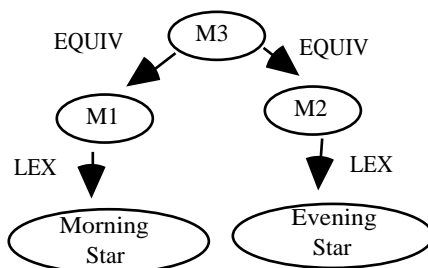 M3
EQUIV
EQUIV
M1
M2
LEX
LEX
Morning
Star
Evening
Star